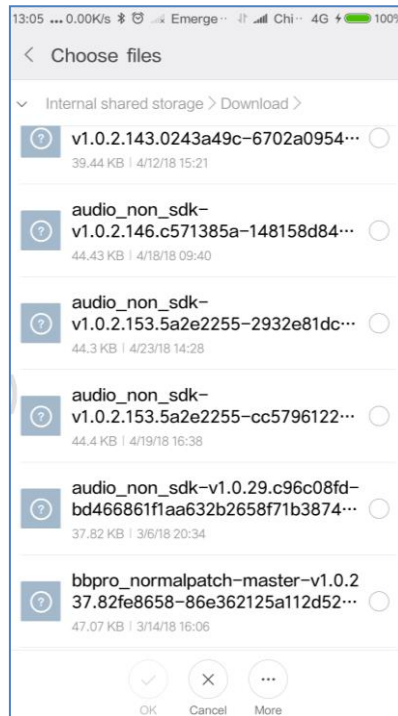 13:05 ... 0.00K/s Emerge·· Chi·· 4G 100%
Choose files
Internal shared storage > Download >
v1.0.2.143.0243a49c-6702a0954···
39.44 KB | 4/12/18 15:21
audio_non_sdk-
v1.0.2.146.c571385a-148158d84···
44.43 KB | 4/18/18 09:40
audio_non_sdk-
v1.0.2.153.5a2e2255-2932e81dc···
44.3 KB | 4/23/18 14:28
audio_non_sdk-
v1.0.2.153.5a2e2255-cc5796122···
44.4 KB | 4/19/18 16:38
audio_non_sdk-v1.0.29.c96c08fd-
bd466861f1aa632b2658f71b3874···
37.82 KB | 3/6/18 20:34
bbpro_normalpatch-master-v1.0.2
37.82fe8658-86e362125a112d52···
47.07 KB | 3/14/18 16:06
OK Cancel More